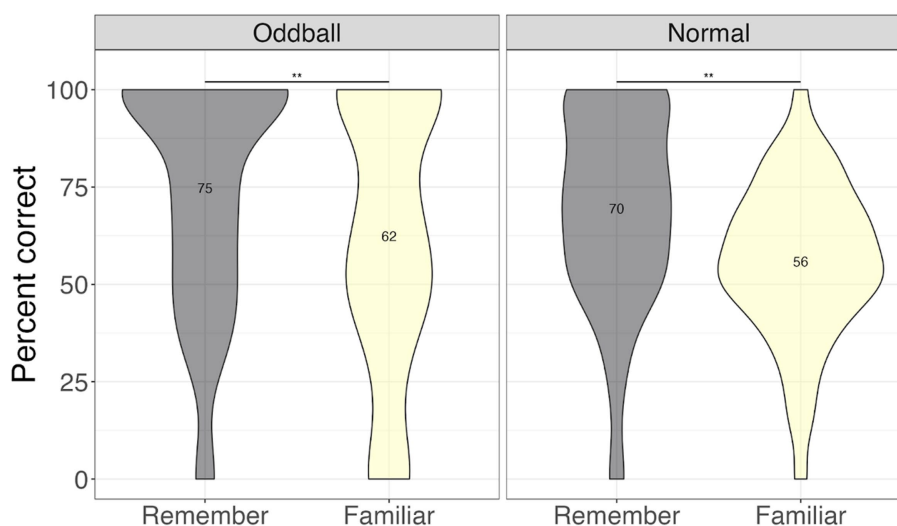 Oddball
Normal
**
**
Percent correct
100
75
50
25
0
75
62
70
56
Remember
Familiar
Remember
Familiar